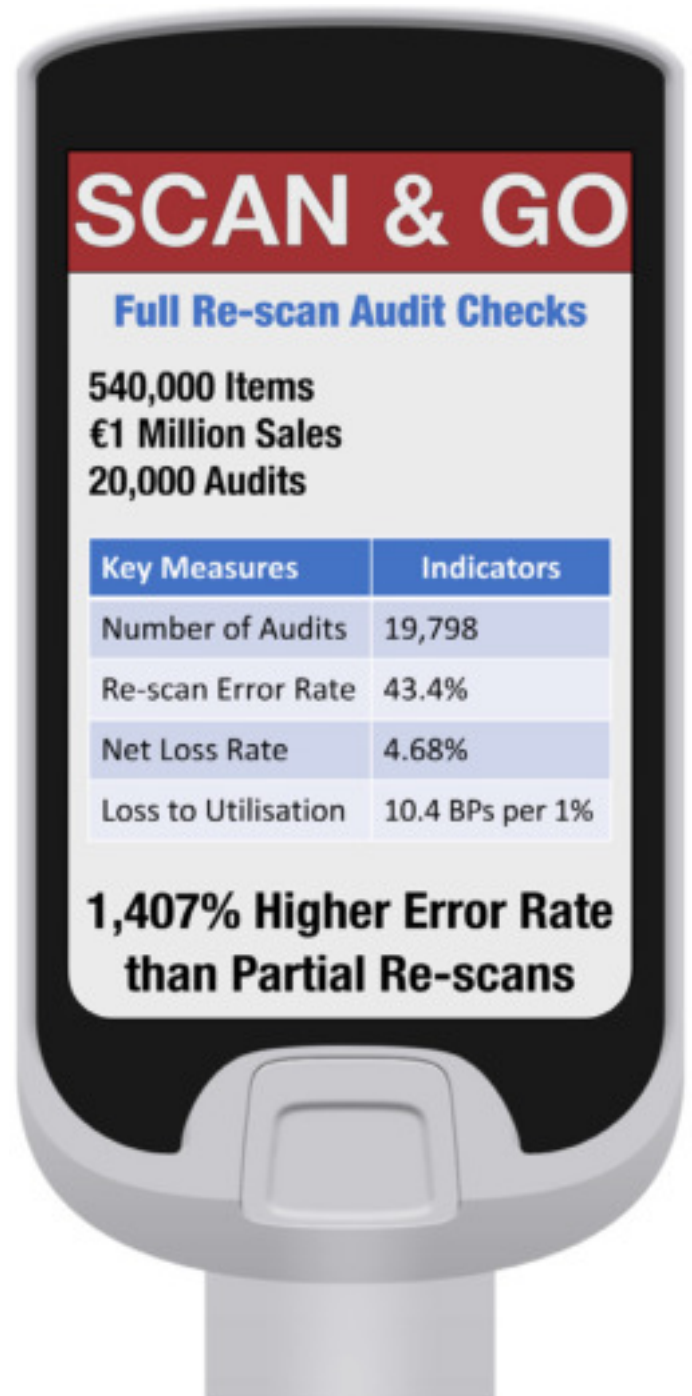 SCAN & GO
Full Re-scan Audit Checks
540,000 Items
€1 Million Sales
20,000 Audits
Key Measures Indicators
Number of Audits 19,798
Re-scan Error Rate 43.4%
Net Loss Rate 4.68%
Loss to Utilisation 10.4 BPs per 1%
1,407% Higher Error Rate
than Partial Re-scans